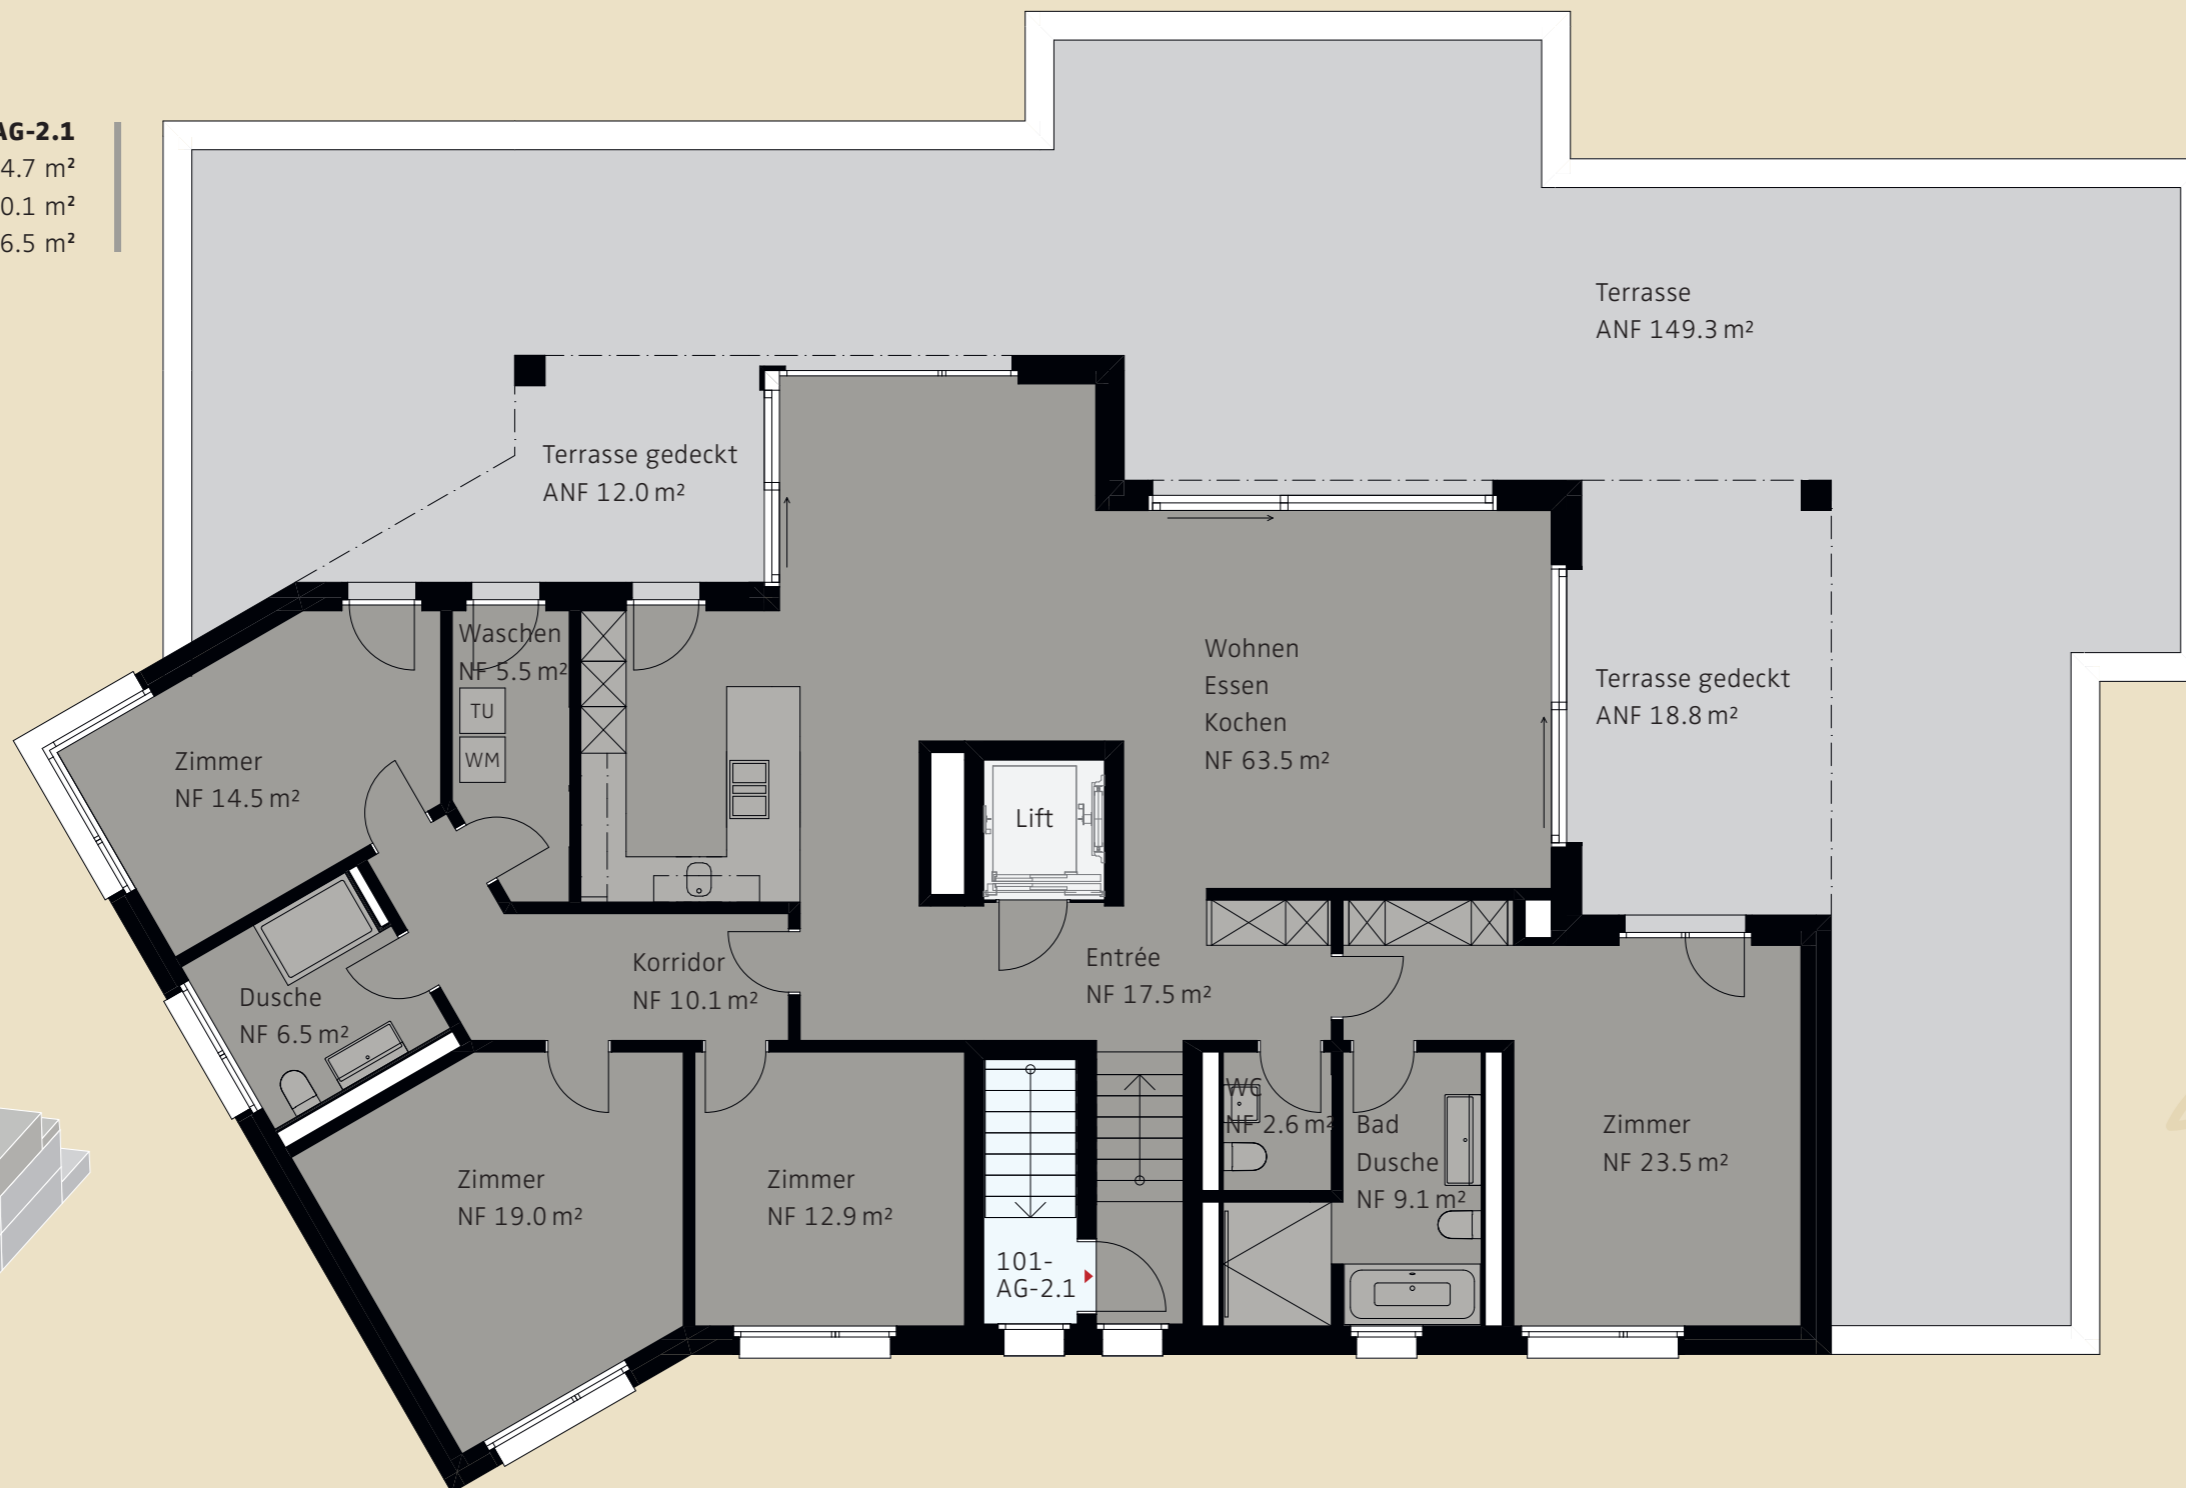 AG-2.1
4.7 m²
0.1 m²
6.5 m²
Terrasse
ANF 149.3 m²
Terrasse gedeckt
ANF 12.0 m²
Waschen
NF 5.5 m²
TU
WM
Wohnen
Essen
Kochen
NF 63.5 m²
Terrasse gedeckt
ANF 18.8 m²
Zimmer
NF 14.5 m²
Lift
Korridor
NF 10.1 m²
Entrée
NF 17.5 m²
Dusche
NF 6.5 m²
WC
NF 2.6 m²
Bad
Dusche
NF 9.1 m²
Zimmer
NF 23.5 m²
Zimmer
NF 19.0 m²
Zimmer
NF 12.9 m²
101-
AG-2.1